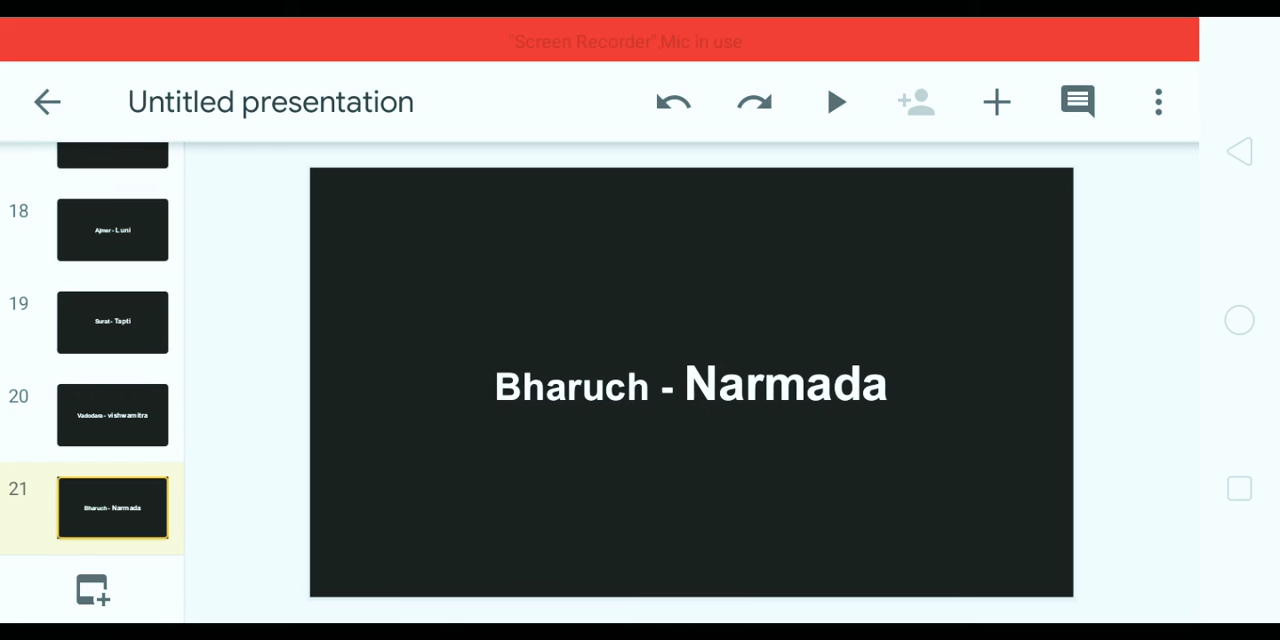 "Screen Recorder",Mic in use
Untitled presentation
18
Ajmer - Luni
19
Surat - Tapti
20
Vadodara - vishwamitra
21
Bharuch - Narmada
Bharuch - Narmada